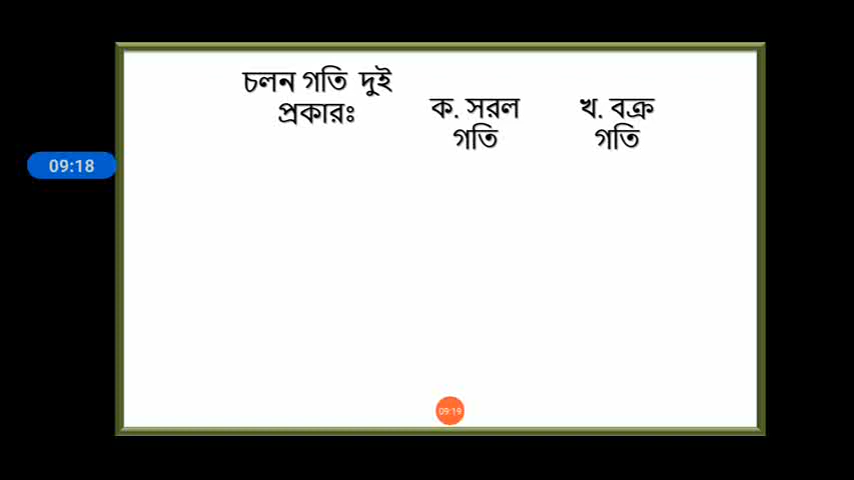 চলন গতি দুই
প্রকারঃ
ক. সরল
গতি
খ. বক্র
গতি
09:18
09:19